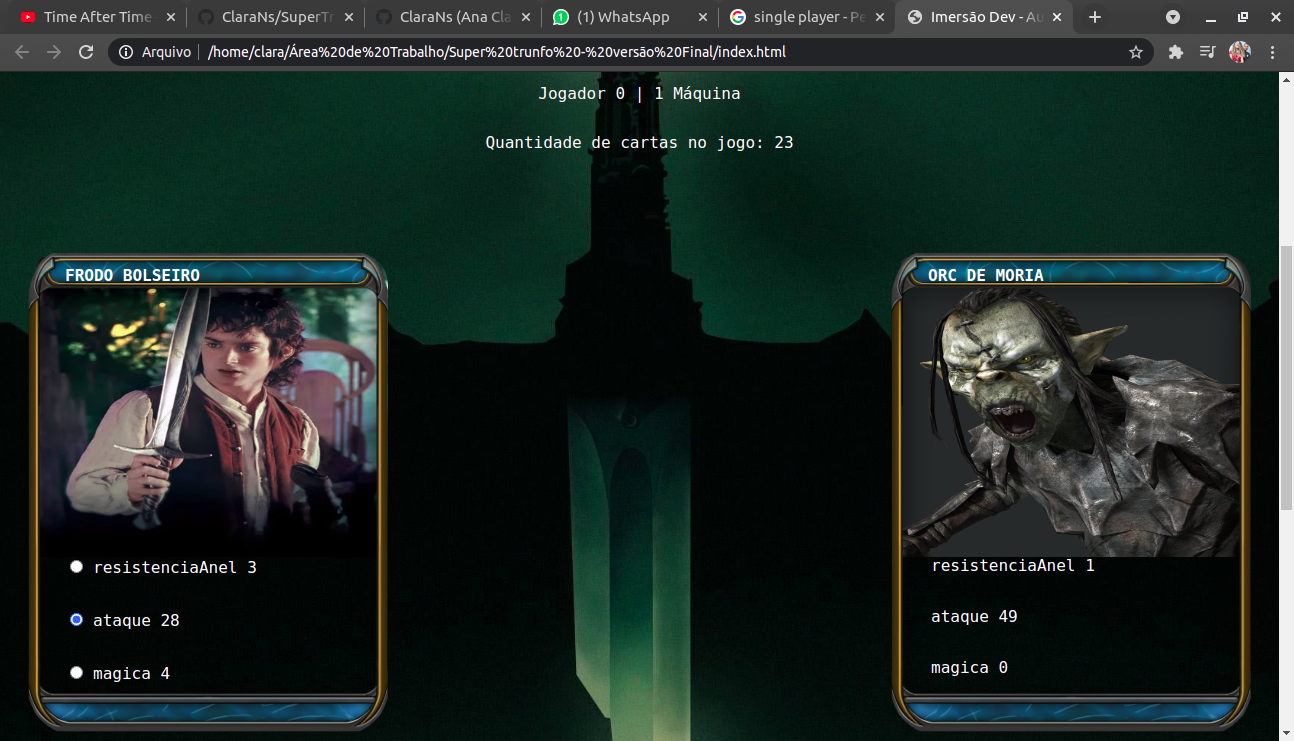 Time After Time
ClaraNs/SuperTr
ClaraNs (Ana Cla
(1) WhatsApp
single player - Pe
Imersão Dev - Au
Arquivo
/home/clara/Área%20de%20Trabalho/Super%20trunfo%20-%20versão%20Final/index.html
Jogador 0 | 1 Máquina
Quantidade de cartas no jogo: 23
FRODO BOLSEIRO
resistenciaAnel 3
ataque 28
magica 4
ORC DE MORIA
resistenciaAnel 1
ataque 49
magica 0